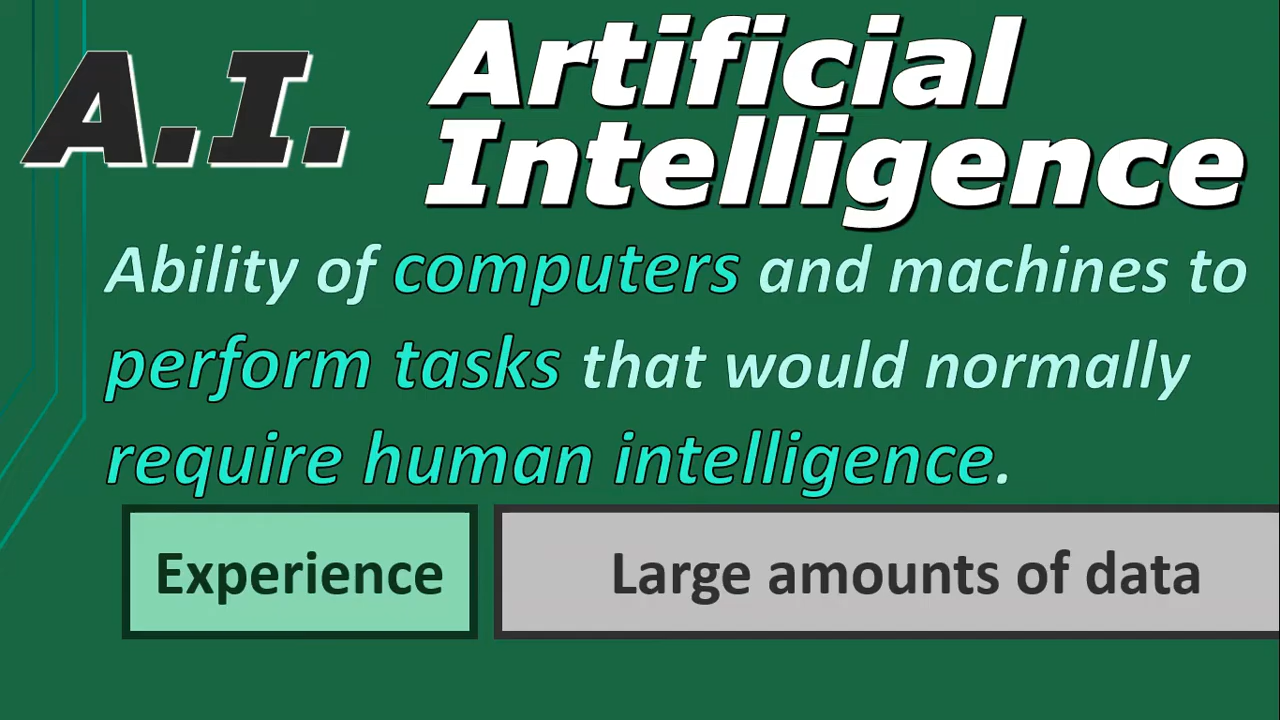 A.I.
Artificial
Intelligence
Ability of computers and machines to
perform tasks that would normally
require human intelligence.
Experience
Large amounts of data